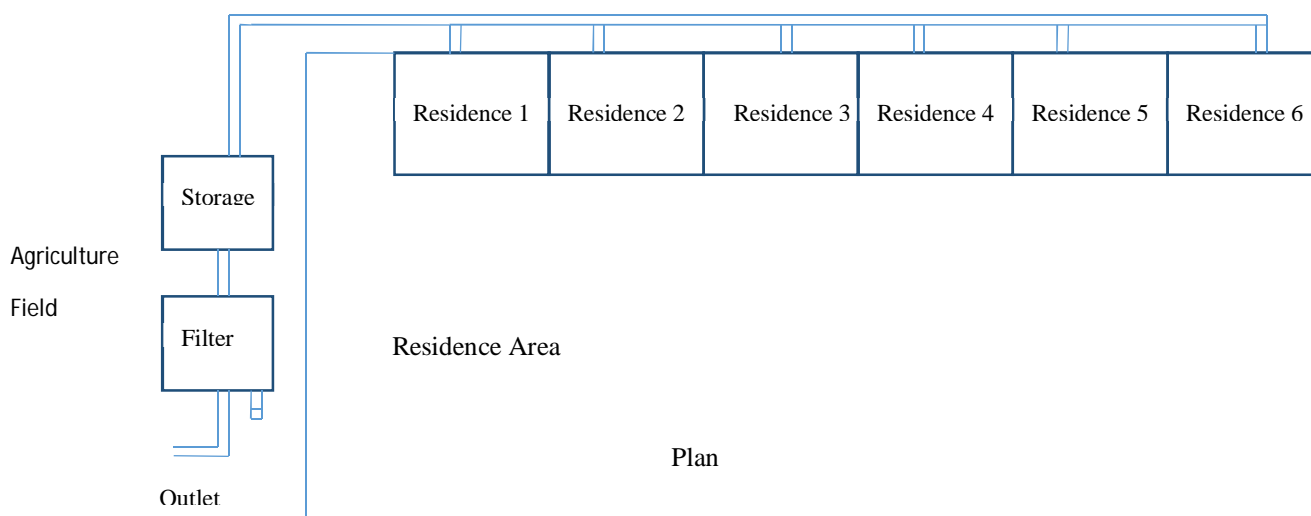 Residence 1 Residence 2 Residence 3 Residence 4 Residence 5 Residence 6
Storage
Agriculture
Field
Filter
Residence Area
Plan
Outlet